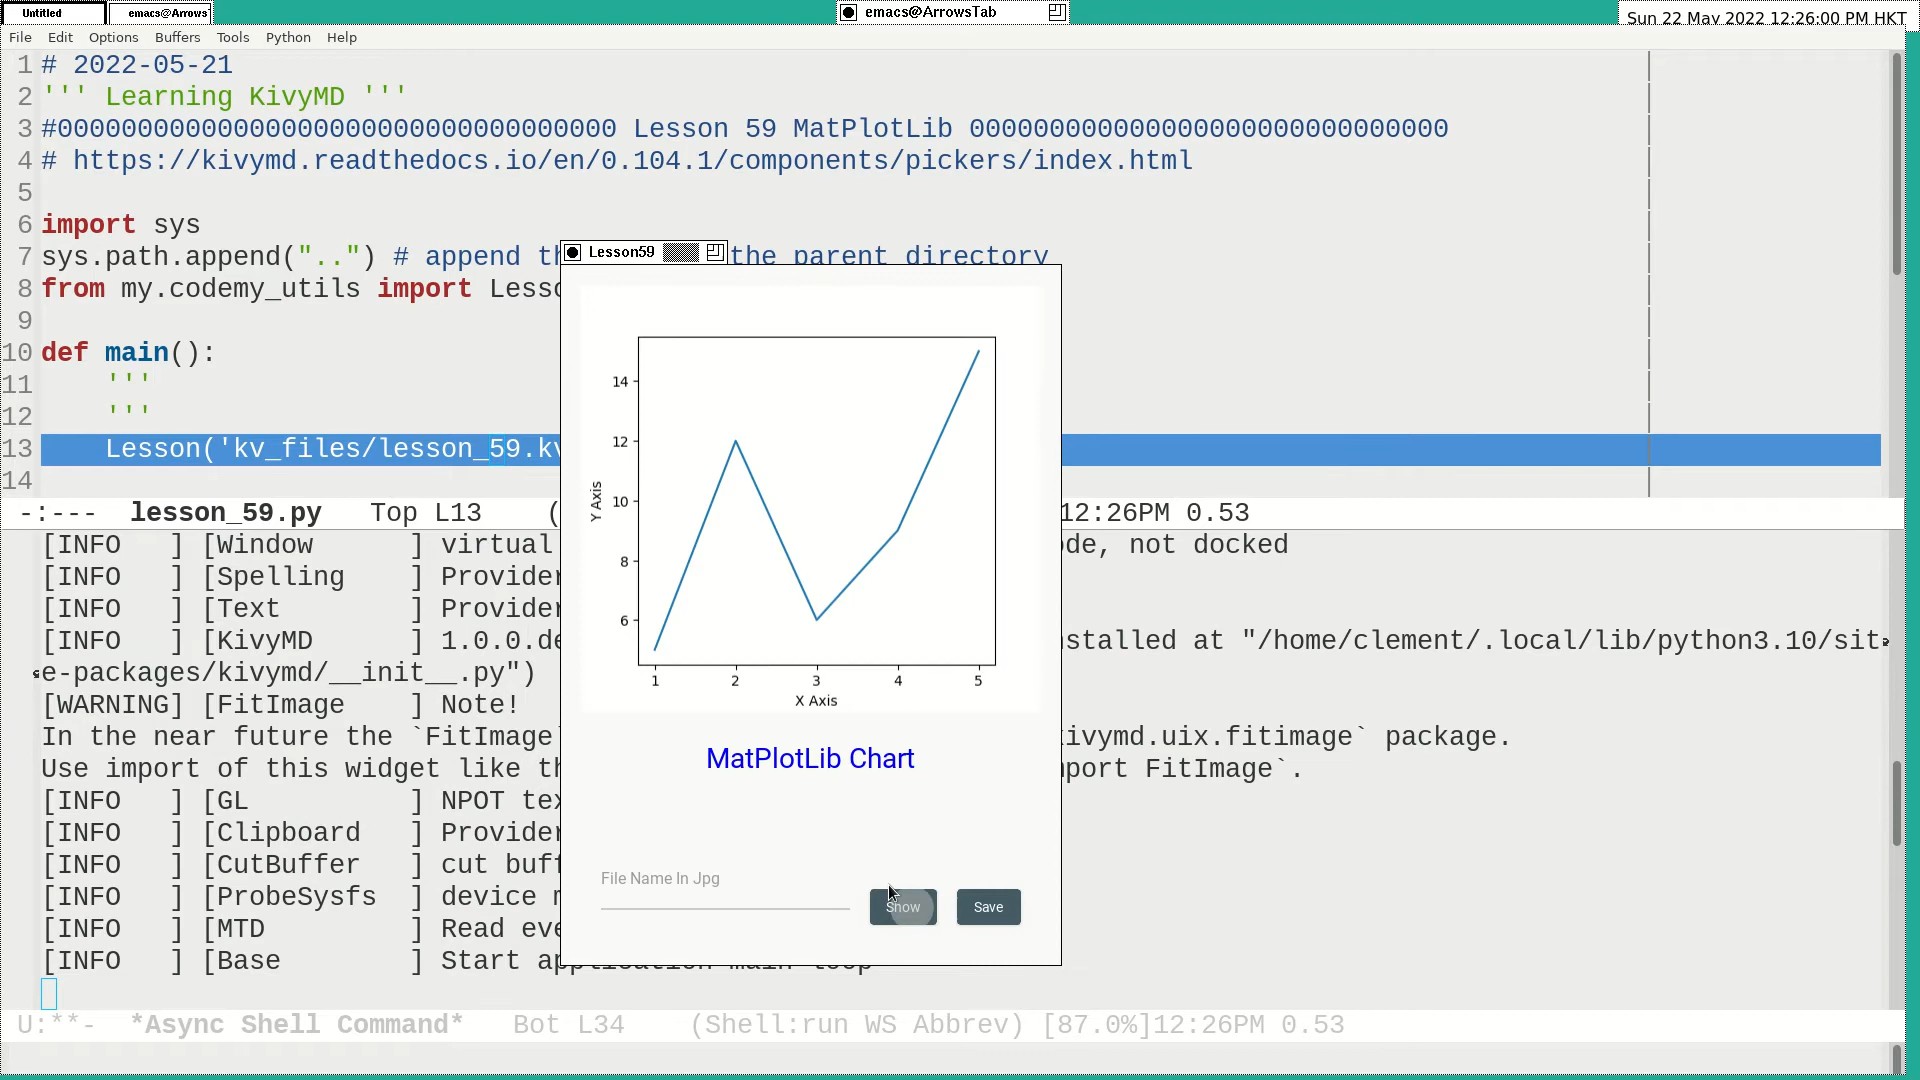 Untitled
emacs@Arrows
emacs@ArrowsTab
Sun 22 May 2022 12:26:00 PM HKT
File Edit Options Buffers Tools Python Help
1 # 2022-05-21
2 ''' Learning KivyMD '''
3 #00000000000000000000000000000000000 Lesson 59 MatPlotLib 000000000000000000000000000000
4 # https://kivymd.readthedocs.io/en/0.104.1/components/pickers/index.html
5
6 import sys
7 sys.path.append("..") # append th the parent directory
8 from my.codemy_utils import Lesso
9
10 def main():
11 '''
12 '''
13 Lesson('kv_files/lesson_59.kv
14
-:--- lesson_59.py Top L13 ( 12:26PM 0.53
[INFO ] [Window ] virtual ode, not docked
[INFO ] [Spelling ] Provider
[INFO ] [Text ] Provider
[INFO ] [KivyMD ] 1.0.0.de nstalled at "/home/clement/.local/lib/python3.10/sit
e-packages/kivymd/__init__.py")
[WARNING] [FitImage ] Note!
In the near future the `FitImage` kivymd.uix.fitimage` package.
Use import of this widget like th mport FitImage`.
[INFO ] [GL ] NPOT tex
[INFO ] [Clipboard ] Provider
[INFO ] [CutBuffer ] cut buff
[INFO ] [ProbeSysfs ] device m
[INFO ] [MTD ] Read eve
[INFO ] [Base ] Start application main loop
U:**- *Async Shell Command* Bot L34 (Shell:run WS Abbrev) [87.0%]12:26PM 0.53
Lesson59
14
12
10
8
6
Y Axis
1 2 3 4 5
X Axis
MatPlotLib Chart
File Name In Jpg
Show
Save